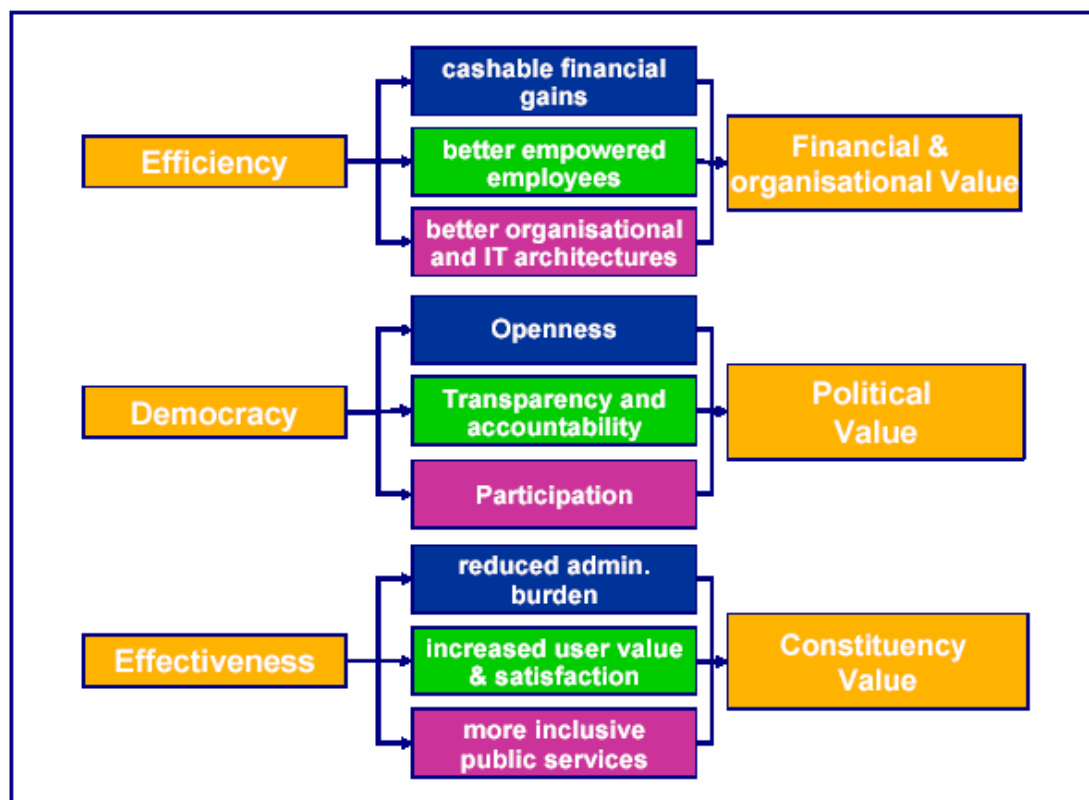 Efficiency
cashable financial
gains
better empowered
employees
better organisational
and IT architectures
Financial &
organisational Value
Democracy
Openness
Transparency and
accountability
Participation
Political
Value
Effectiveness
reduced admin.
burden
increased user value
& satisfaction
more inclusive
public services
Constituency
Value